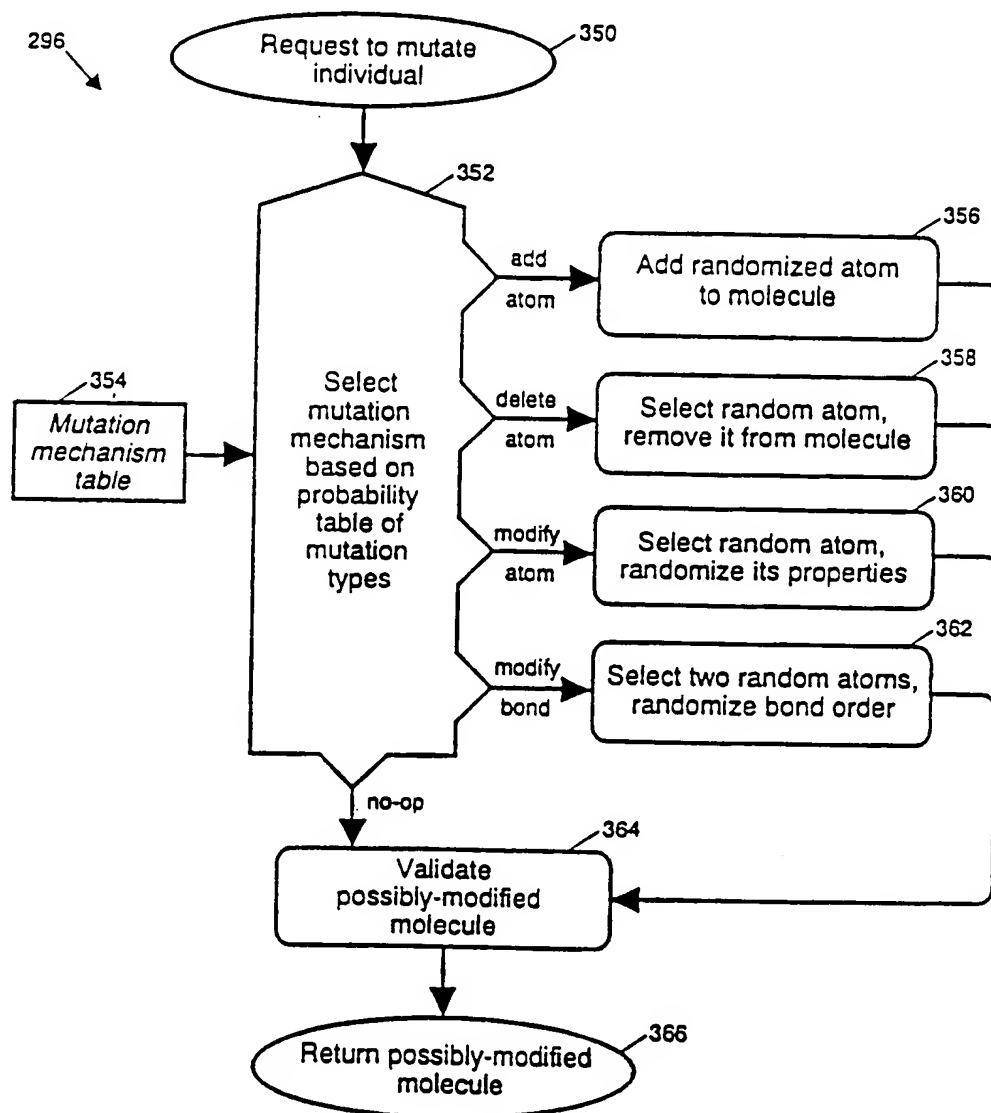 296
350
Request to mutate
individual
352
356
add
atom
Add randomized atom
to molecule
358
354
Mutation
mechanism
table
Select
mutation
mechanism
based on
probability
table of
mutation
types
delete
atom
Select random atom,
remove it from molecule
360
modify
atom
Select random atom,
randomize its properties
362
modify
bond
Select two random atoms,
randomize bond order
no-op
364
Validate
possibly-modified
molecule
366
Return possibly-modified
molecule